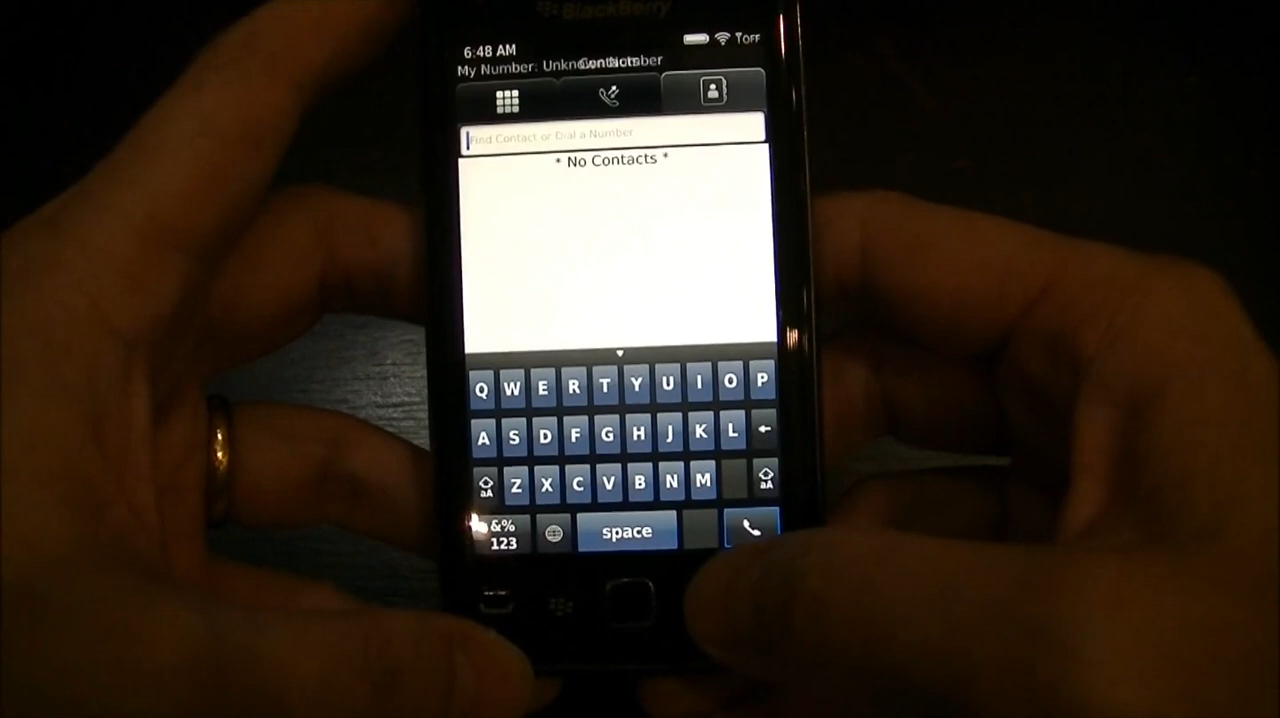 BlackBerry
6:48 AM
OFF
My Number: Unknown Number
Contacts
Find Contact or Dial a Number
* No Contacts *
Q W E R T Y U I O P
A S D F G H J K L
aA Z X C V B N M aA
&% 123 space